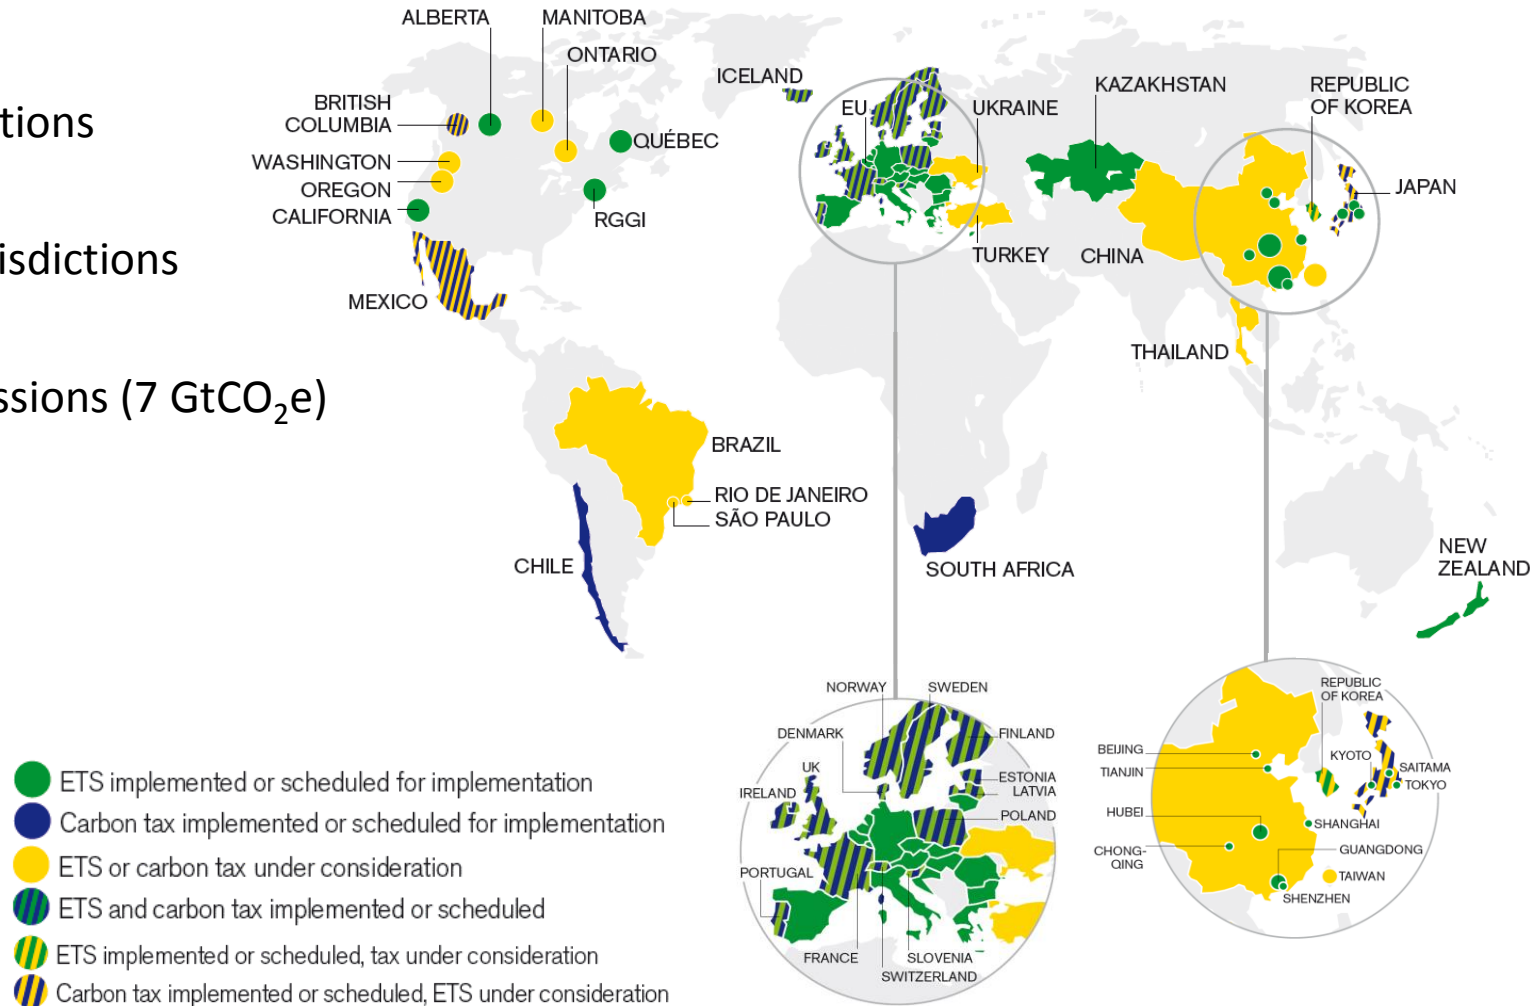 ALBERTA
MANITOBA
ONTARIO
ICELAND
BRITISH
COLUMBIA
tions
EU
UKRAINE
KAZAKHSTAN
REPUBLIC
OF KOREA
QUÉBEC
WASHINGTON
OREGON
CALIFORNIA
RGGI
JAPAN
isdictions
TURKEY
CHINA
MEXICO
THAILAND
ssions (7 GtCO₂e)
BRAZIL
RIO DE JANEIRO
SÃO PAULO
CHILE
SOUTH AFRICA
NEW
ZEALAND
NORWAY
SWEDEN
DENMARK
FINLAND
UK
IRELAND
ESTONIA
LATVIA
POLAND
PORTUGAL
FRANCE
SLOVENIA
SWITZERLAND
REPUBLIC
OF KOREA
BEIJING
TIANJIN
KYOTO
SAITAMA
TOKYO
HUBEI
SHANGHAI
CHONG-
QING
GUANGDONG
TAIWAN
SHENZHEN
ETS implemented or scheduled for implementation
Carbon tax implemented or scheduled for implementation
ETS or carbon tax under consideration
ETS and carbon tax implemented or scheduled
ETS implemented or scheduled, tax under consideration
Carbon tax implemented or scheduled, ETS under consideration